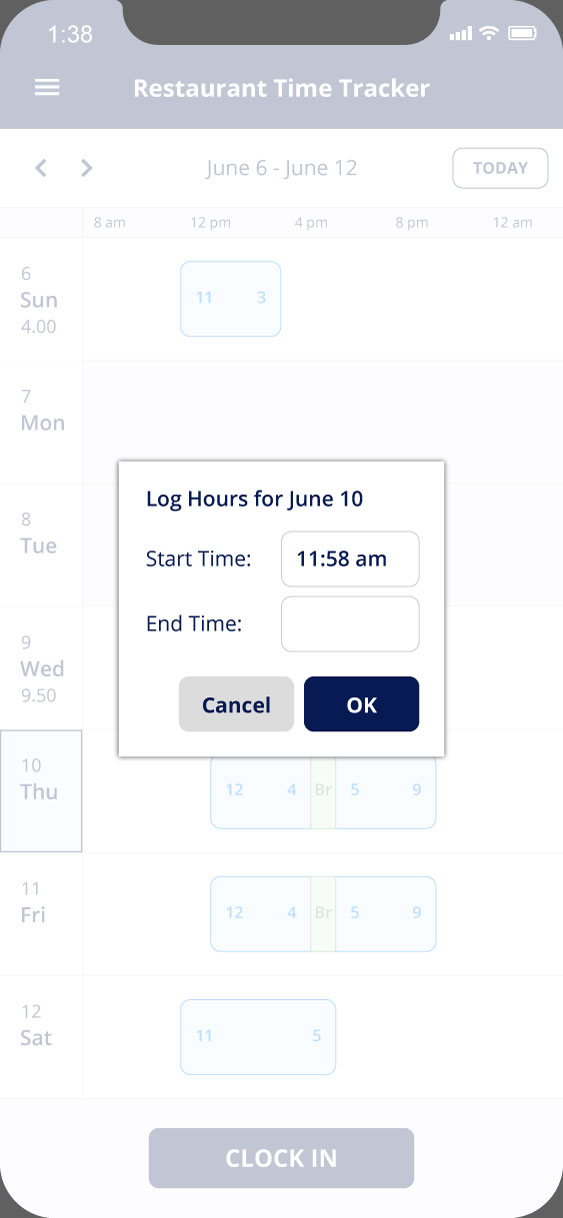 1:38
Restaurant Time Tracker
June 6 - June 12
TODAY
8 am 12 pm 4 pm 8 pm 12 am
6
Sun
4.00
11 3
7
Mon
8
Tue
Log Hours for June 10
Start Time: 11:58 am
End Time:
Cancel OK
9
Wed
9.50
10
Thu
12 4 Br 5 9
11
Fri
12 4 Br 5 9
12
Sat
11 5
CLOCK IN